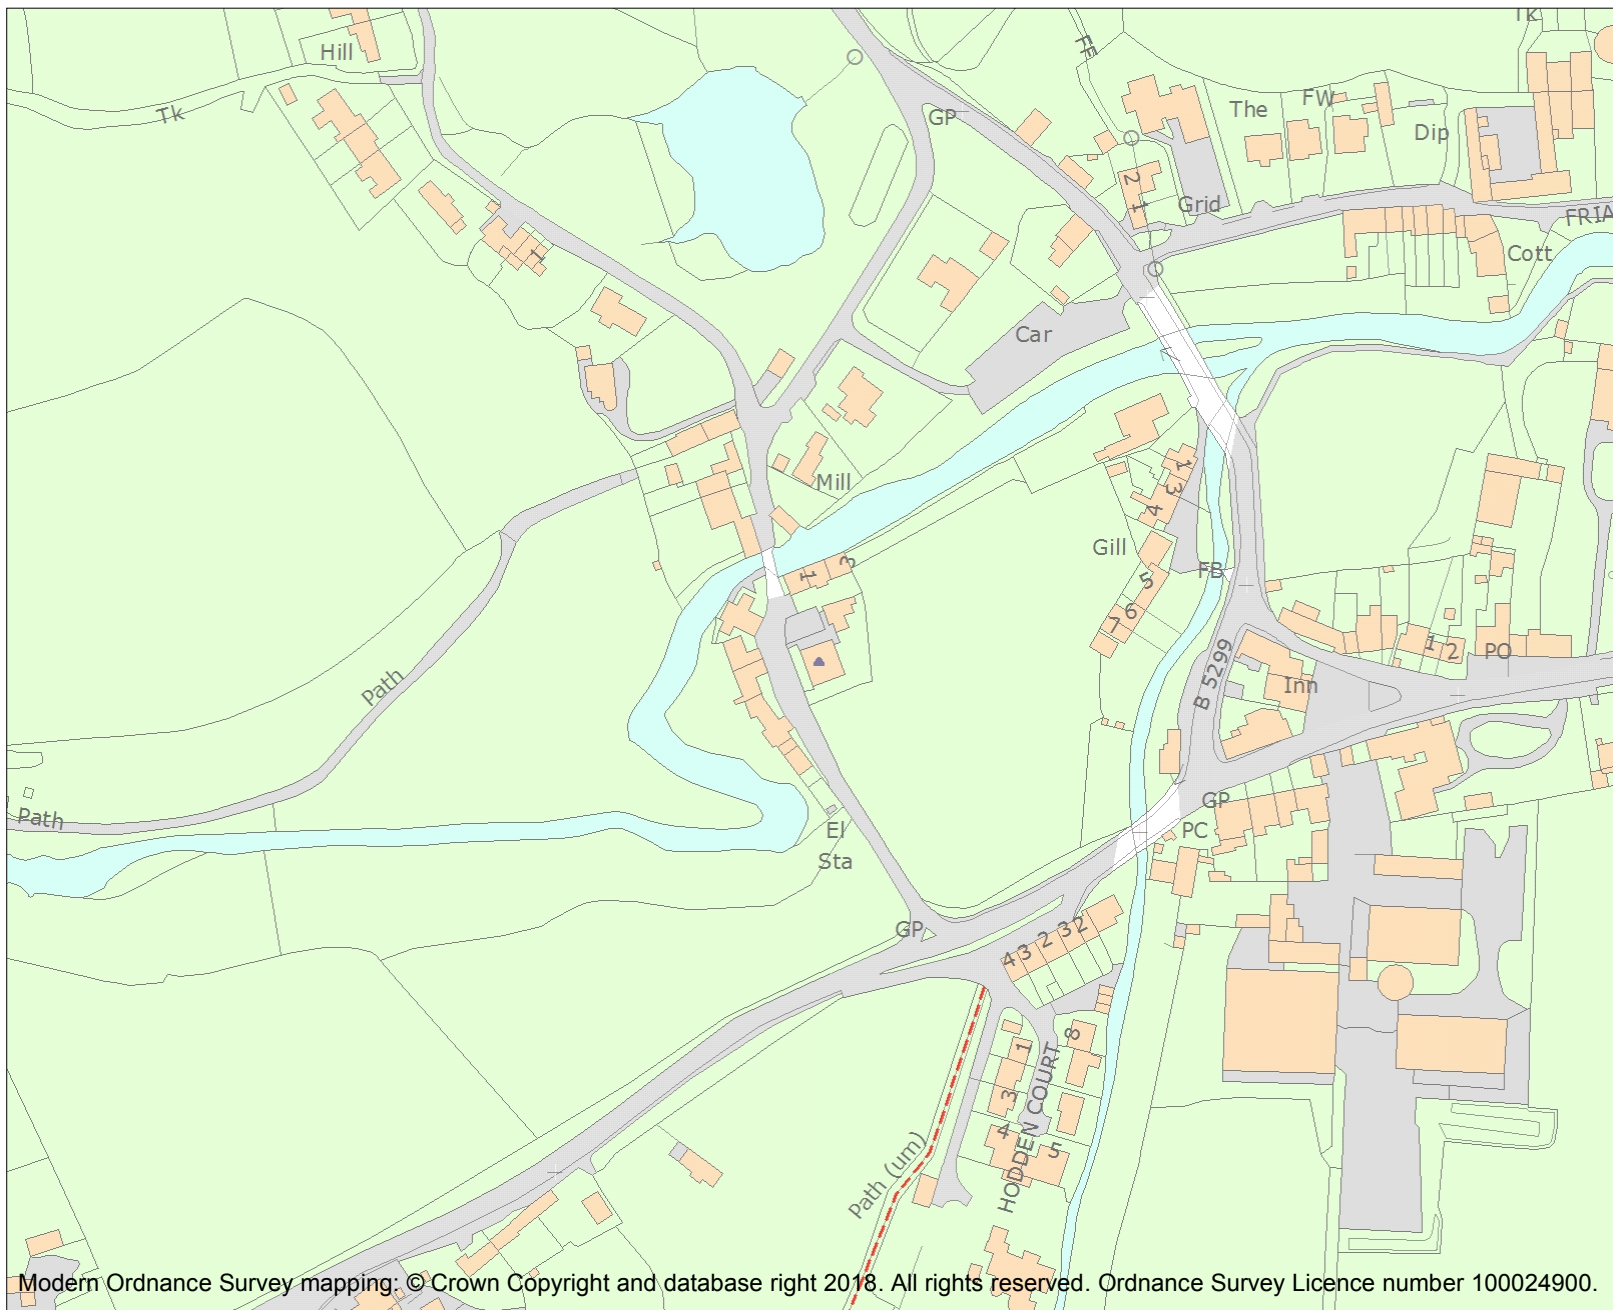 Tk
Hill
FF
GP
The
FW
Tk
Dip
2
1
Grid
FRIA
1
Cott
Car
Mill
1
3
4
Gill
1
3
5
FB
6
7
B 5299
1
2
PO
Inn
Path
Path
El
Sta
GP
PC
GP
4
3
2
3
2
1
8
3
HODDEN COURT
4
5
Path (um)
Modern Ordnance Survey mapping: © Crown Copyright and database right 2018. All rights reserved. Ordnance Survey Licence number 100024900.